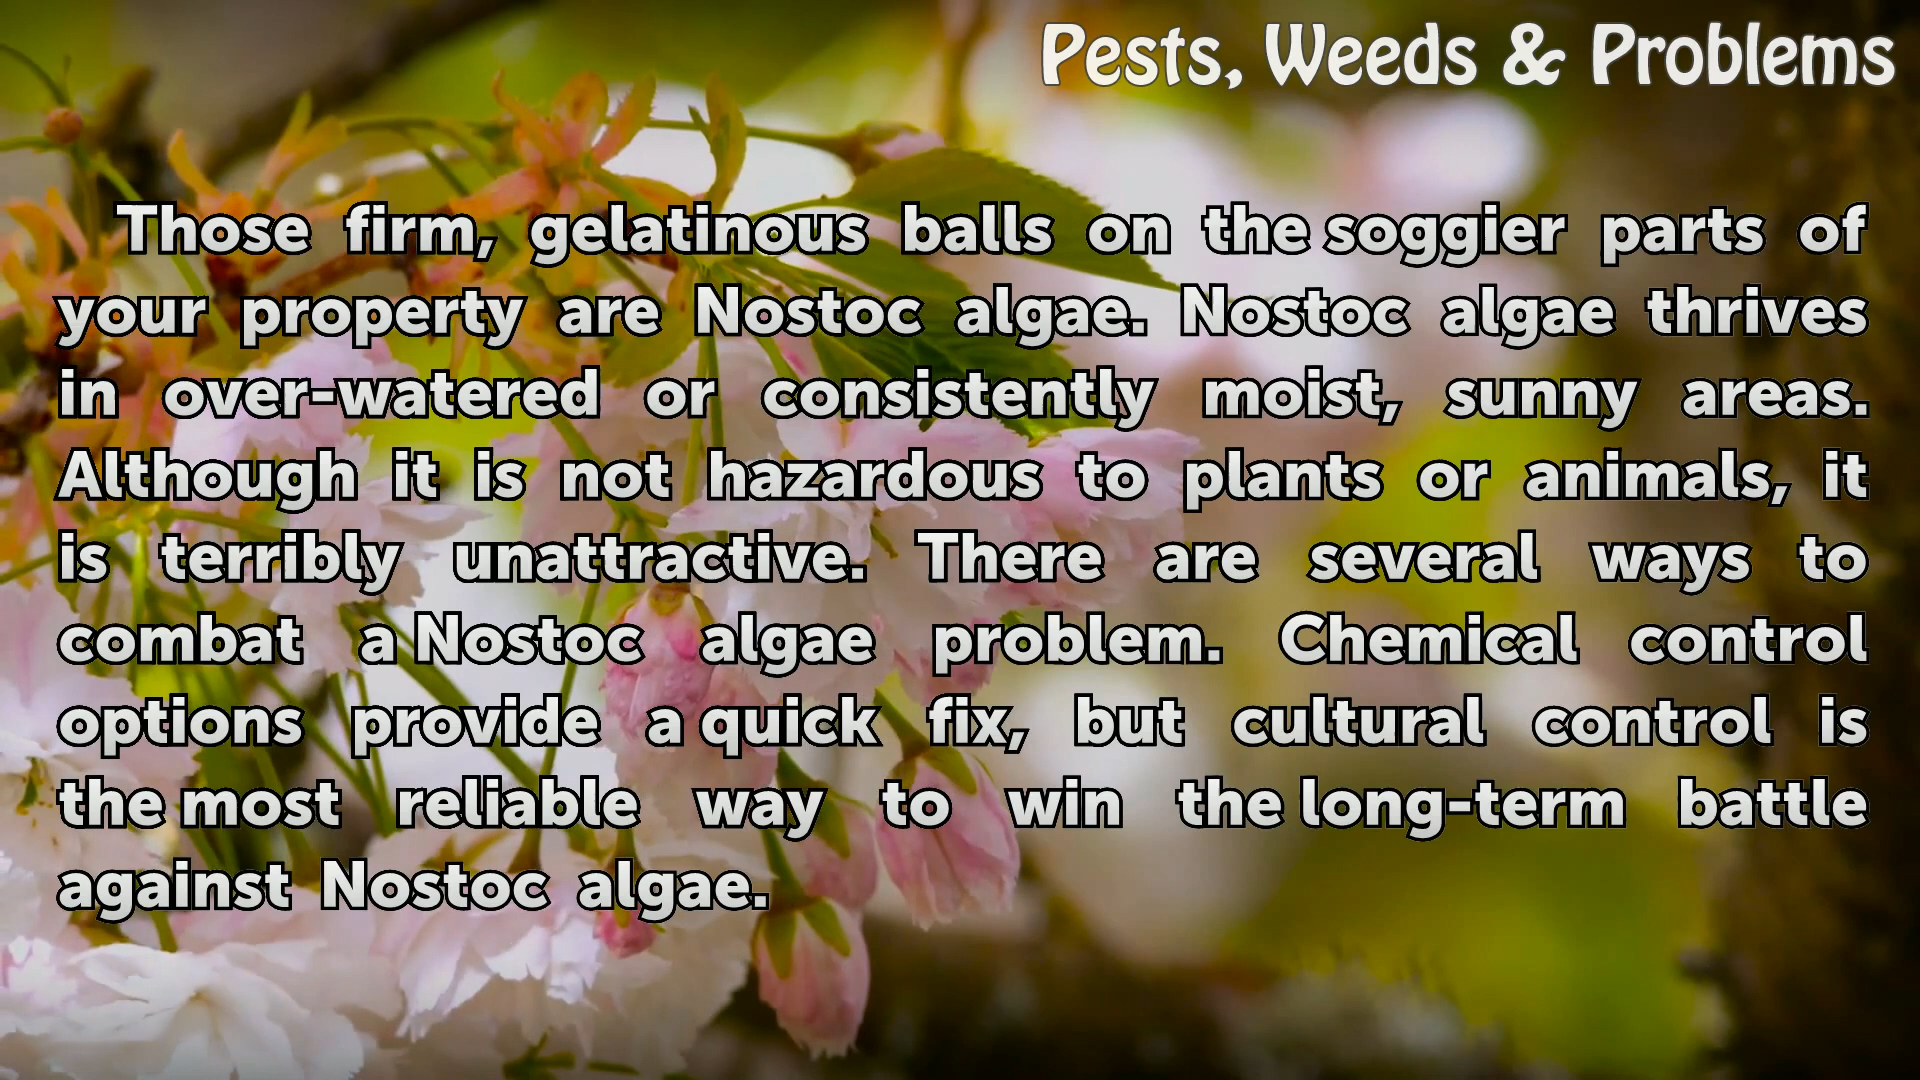 Pests, Weeds & Problems
Those firm, gelatinous balls on the soggier parts of
your property are Nostoc algae. Nostoc algae thrives
in over-watered or consistently moist, sunny areas.
Although it is not hazardous to plants or animals, it
is terribly unattractive. There are several ways to
combat a Nostoc algae problem. Chemical control
options provide a quick fix, but cultural control is
the most reliable way to win the long-term battle
against Nostoc algae.